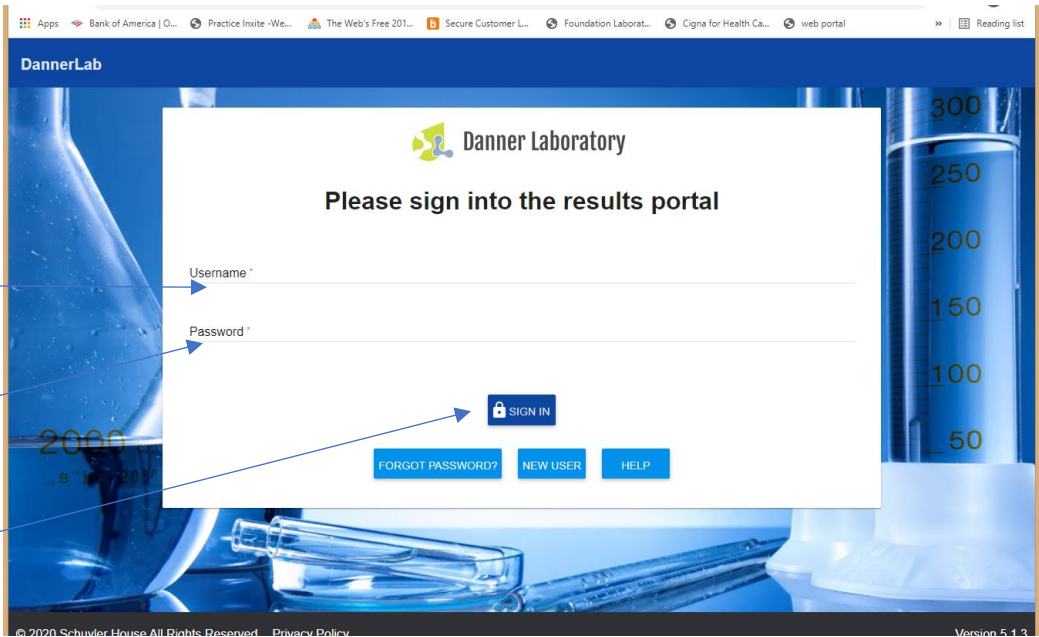 Apps Bank of America | O... Practice Inxite -We... The Web's Free 201... Secure Customer L... Foundation Laborat... Cigna for Health Ca... web portal » Reading list
DannerLab
Danner Laboratory
Please sign into the results portal
Username *
Password *
SIGN IN
FORGOT PASSWORD? NEW USER HELP
300
250
200
150
100
50
2000
© 2020 Schuyler House All Rights Reserved Privacy Policy Version 5.1.3